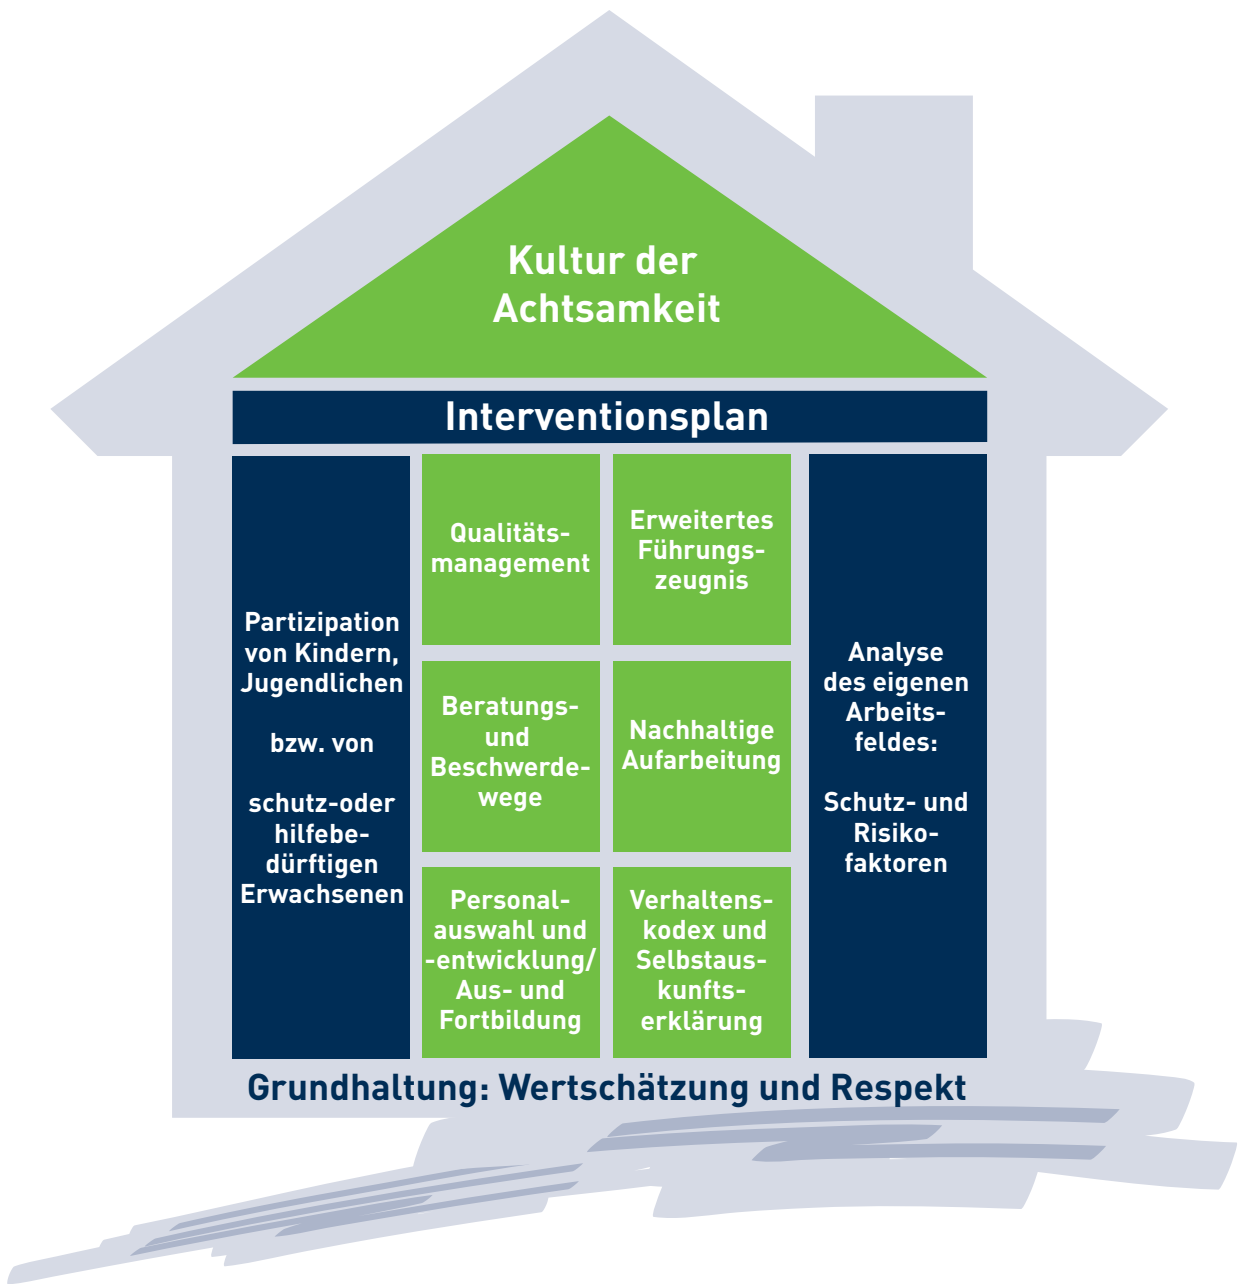 Kultur der
Achtsamkeit
Interventionsplan
Partizipation
von Kindern,
Jugendlichen
bzw. von
schutz-oder
hilfebe-
dürftigen
Erwachsenen
Qualitäts-
management
Erweitertes
Führungs-
zeugnis
Beratungs-
und
Beschwerde-
wege
Nachhaltige
Aufarbeitung
Personal-
auswahl und
-entwicklung/
Aus- und
Fortbildung
Verhaltens-
kodex und
Selbstaus-
kunfts-
erklärung
Analyse
des eigenen
Arbeits-
feldes:
Schutz- und
Risiko-
faktoren
Grundhaltung: Wertschätzung und Respekt